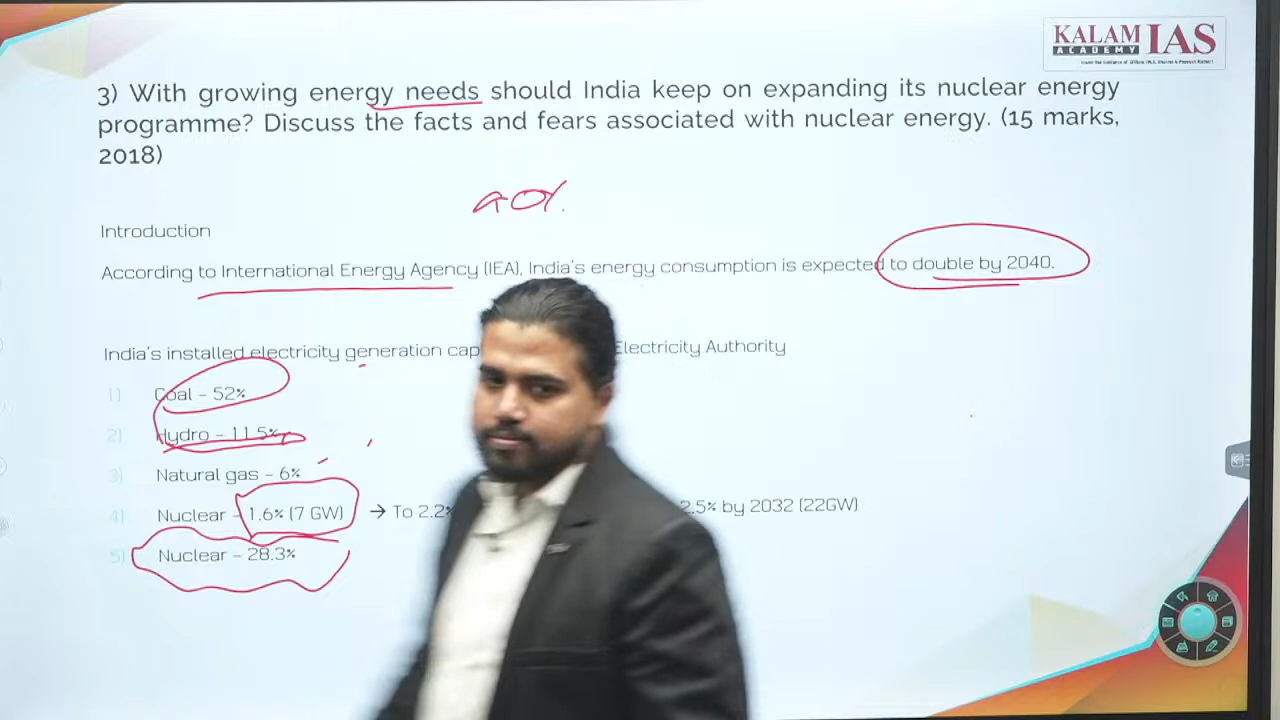 KALAM IAS
ACADEMY
3) With growing energy needs should India keep on expanding its nuclear energy
programme? Discuss the facts and fears associated with nuclear energy. (15 marks,
2018)
Introduction
According to International Energy Agency (IEA), India's energy consumption is expected to double by 2040.
India's installed electricity generation cap Electricity Authority
1) Coal – 52%
2) Hydro – 11.5%
3) Natural gas – 6%
4) Nuclear – 1.6% (7 GW) → To 2.2% 2.5% by 2032 (22GW)
5) Nuclear – 28.3%